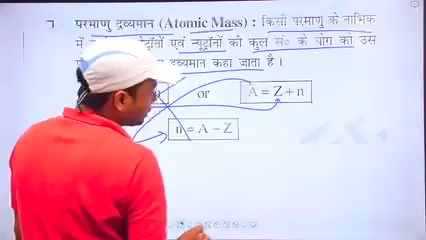 परमाणु द्रव्यमान (Atomic Mass) : किसी परमाणु के नाभिक
में एवं न्यूट्रॉनों की कुल सं० के योग को उस
द्रव्यमान कहा जाता है।
or A = Z + n
n = A − Z